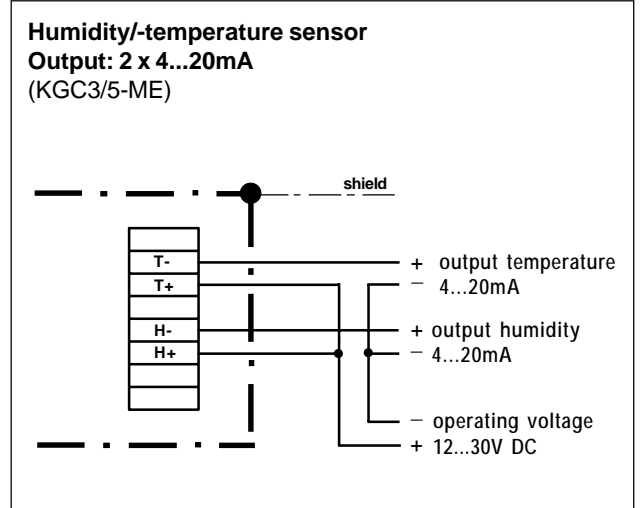 Humidity/-temperature sensor
Output: 2 x 4...20mA
(KGC3/5-ME)
shield
T-
T+
H-
H+
+ output temperature
− 4...20mA
+ output humidity
− 4...20mA
− operating voltage
+ 12...30V DC